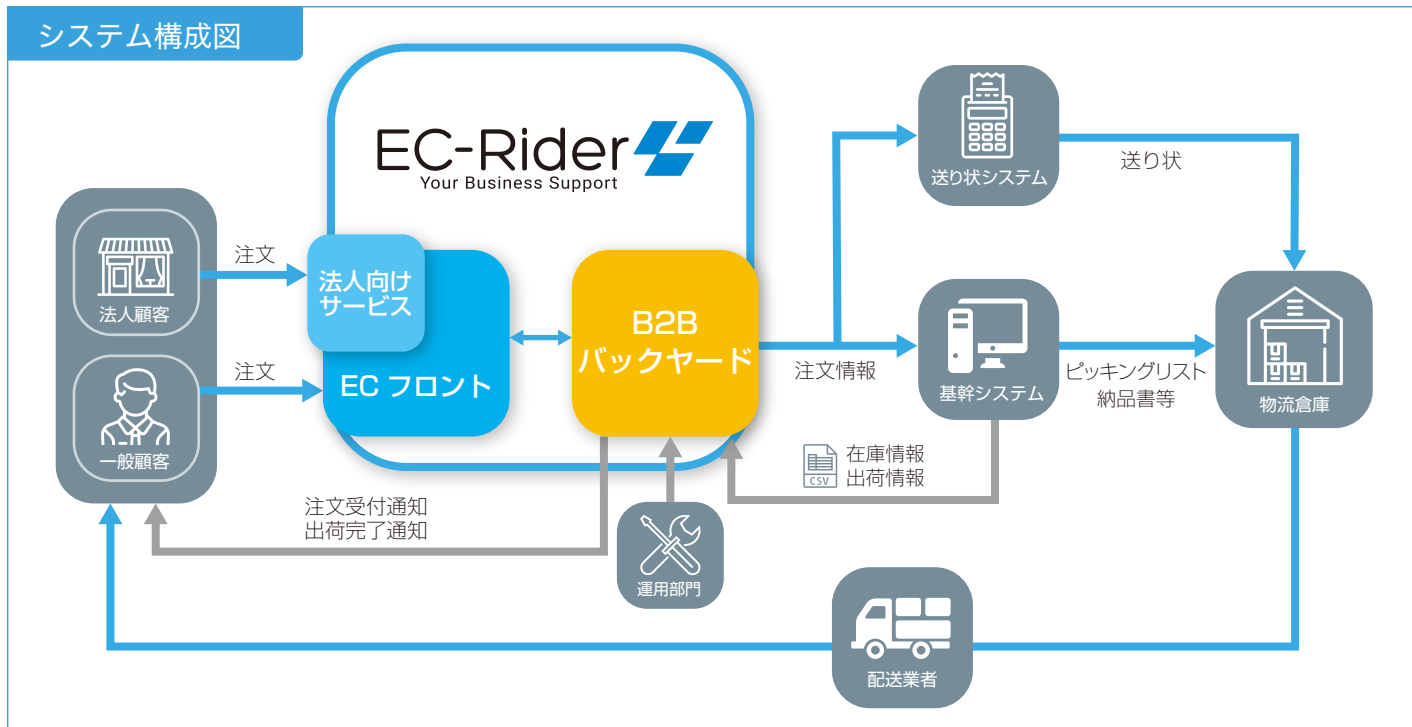 システム構成図
EC-Rider
Your Business Support
送り状システム
送り状
法人顧客
注文
法人向け
サービス
一般顧客
注文
EC フロント
B2B
バックヤード
注文情報
基幹システム
ピッキングリスト
納品書等
物流倉庫
CSV
在庫情報
出荷情報
注文受付通知
出荷完了通知
運用部門
配送業者